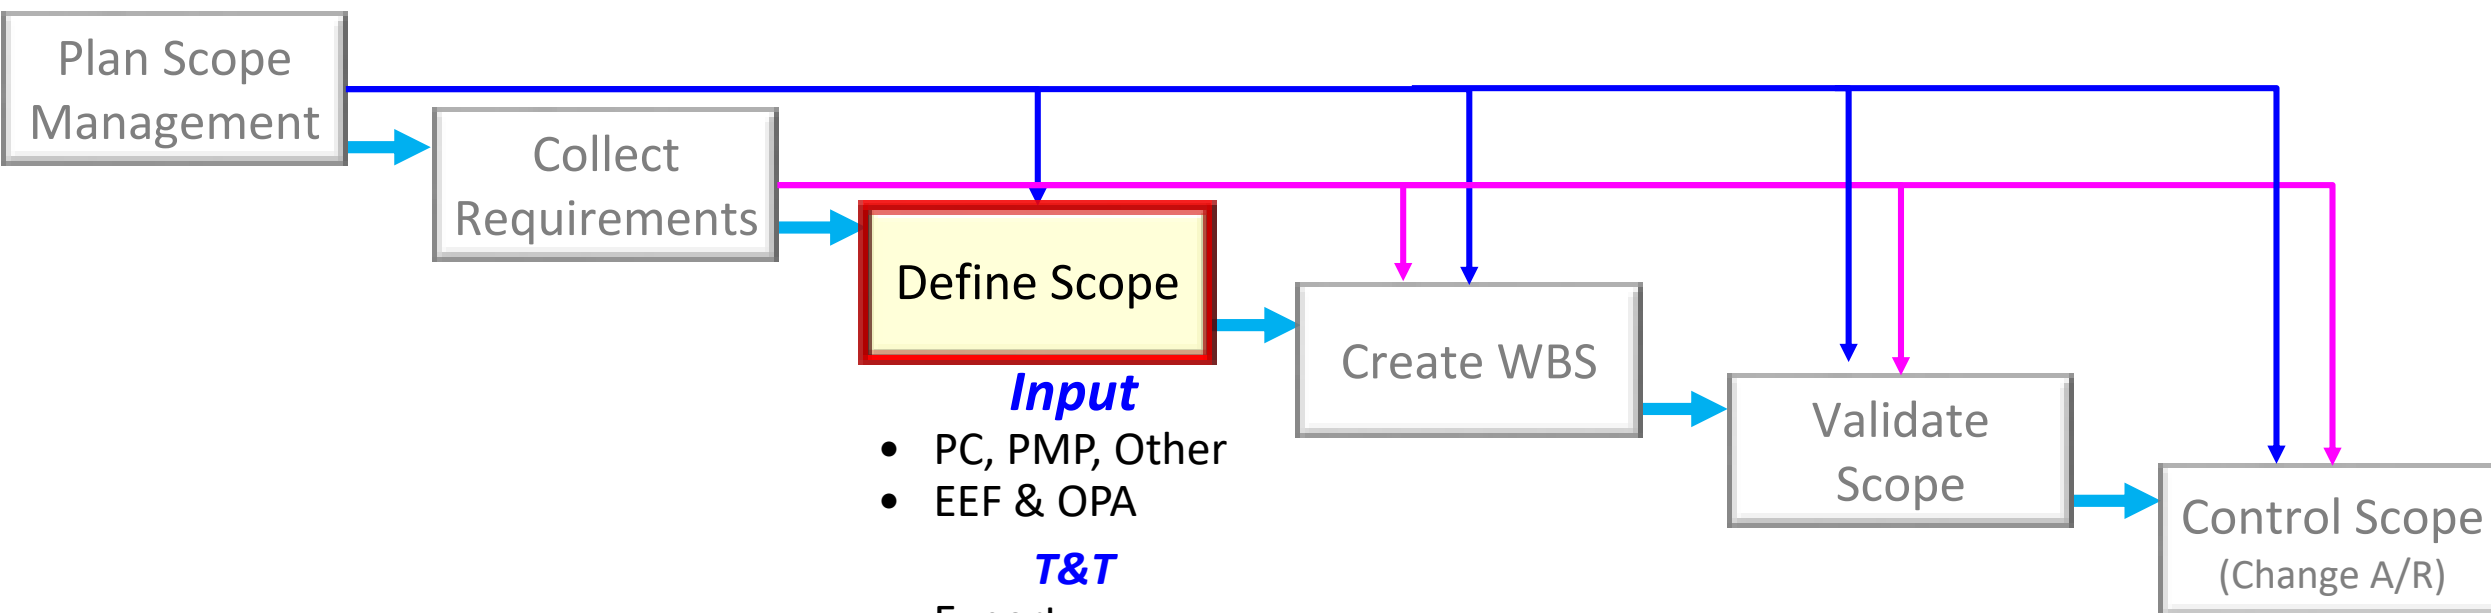 Plan Scope
Management
Collect
Requirements
Define Scope
Create WBS
Validate
Scope
Control Scope
(Change A/R)
Input
• PC, PMP, Other
• EEF & OPA
T&T